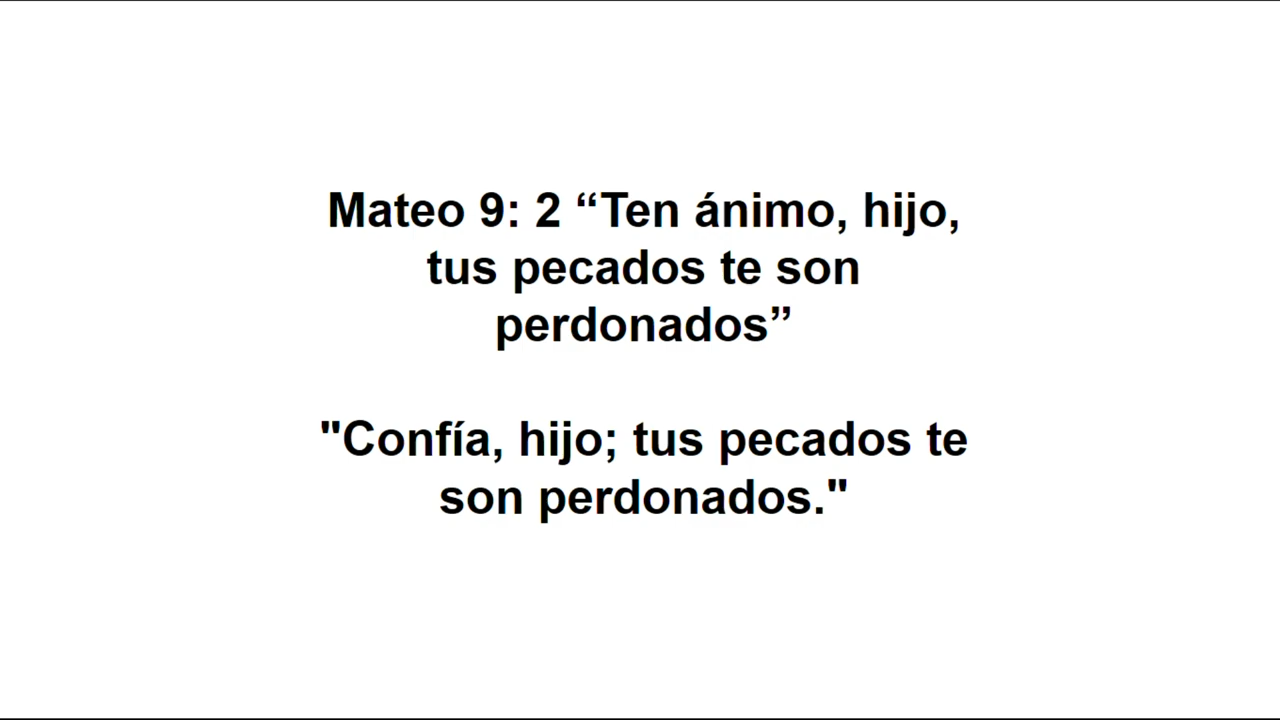 Mateo 9: 2 “Ten ánimo, hijo,
tus pecados te son
perdonados”
"Confía, hijo; tus pecados te
son perdonados."